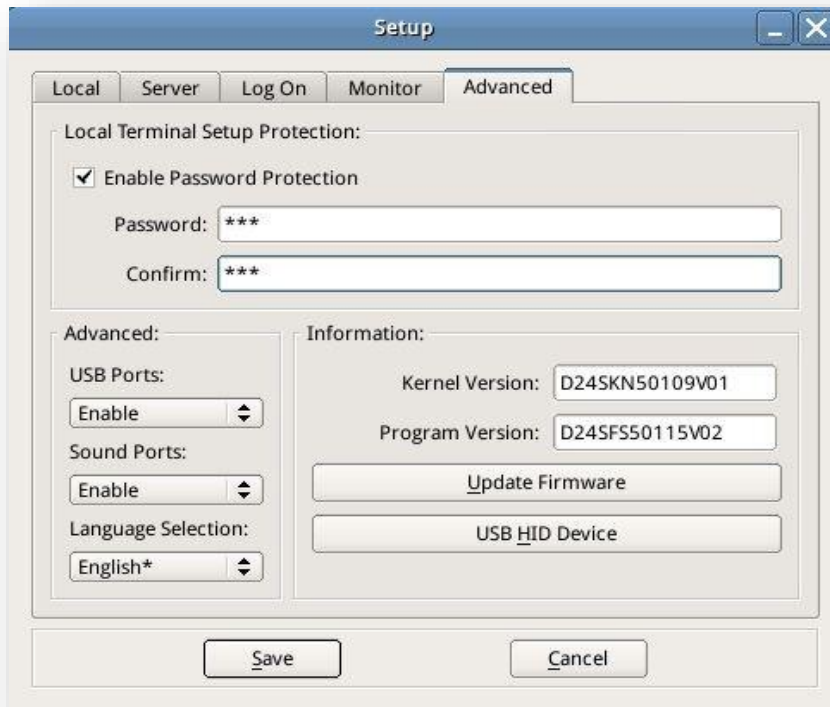 Setup
Local Server Log On Monitor Advanced
Local Terminal Setup Protection:
Enable Password Protection
Password: ***
Confirm: ***
Advanced:
USB Ports:
Enable
Sound Ports:
Enable
Language Selection:
English*
Information:
Kernel Version: D24SKN50109V01
Program Version: D24SFS50115V02
Update Firmware
USB HID Device
Save Cancel